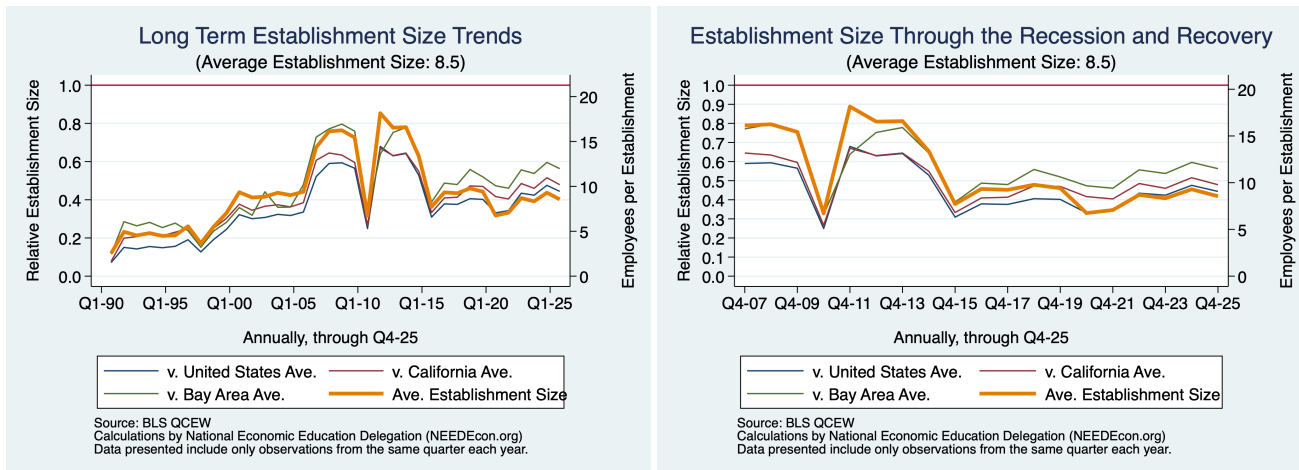 Long Term Establishment Size Trends
(Average Establishment Size: 8.5)
Relative Establishment Size
1.0
0.8
0.6
0.4
0.2
0.0
20
15
10
5
0
Employees per Establishment
Q1-90 Q1-95 Q1-00 Q1-05 Q1-10 Q1-15 Q1-20 Q1-25
Annually, through Q4-25
v. United States Ave. v. California Ave.
v. Bay Area Ave. Ave. Establishment Size
Source: BLS QCEW
Calculations by National Economic Education Delegation (NEEDEcon.org)
Data presented include only observations from the same quarter each year.
Establishment Size Through the Recession and Recovery
(Average Establishment Size: 8.5)
Relative Establishment Size
1.0
0.9
0.8
0.7
0.6
0.5
0.4
0.3
0.2
0.1
0.0
20
15
10
5
0
Employees per Establishment
Q4-07 Q4-09 Q4-11 Q4-13 Q4-15 Q4-17 Q4-19 Q4-21 Q4-23 Q4-25
Annually, through Q4-25
v. United States Ave. v. California Ave.
v. Bay Area Ave. Ave. Establishment Size
Source: BLS QCEW
Calculations by National Economic Education Delegation (NEEDEcon.org)
Data presented include only observations from the same quarter each year.